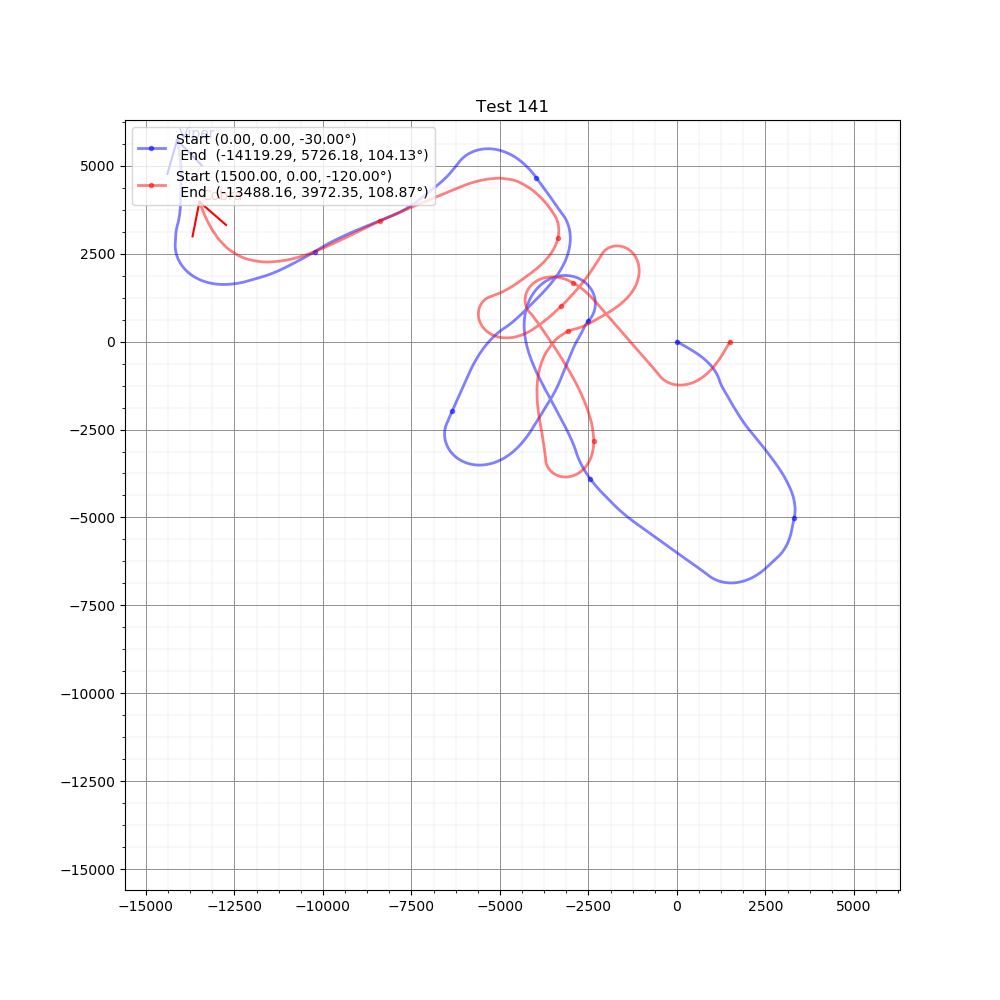 Test 141
Viper
Start (0.00, 0.00, -30.00°)
End (-14119.29, 5726.18, 104.13°)
Start (1500.00, 0.00, -120.00°)
End (-13488.16, 3972.35, 108.87°)
5000
2500
0
−2500
−5000
−7500
−10000
−12500
−15000
−15000 −12500 −10000 −7500 −5000 −2500 0 2500 5000